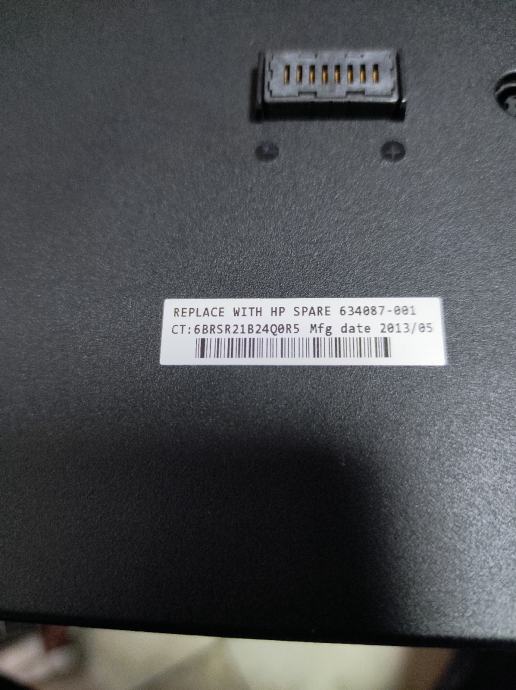 REPLACE WITH HP SPARE 634087-001
CT:6BRSR21B24Q0R5 Mfg date 2013/05